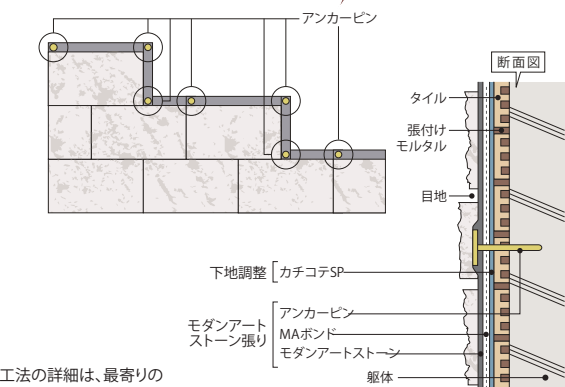 アンカーピン
断面図
タイル
張付け
モルタル
目地
下地調整
カチコテSP
モダンアート
ストーン張り
アンカーピン
MAボンド
モダンアートストーン
躯体
工法の詳細は、最寄りの